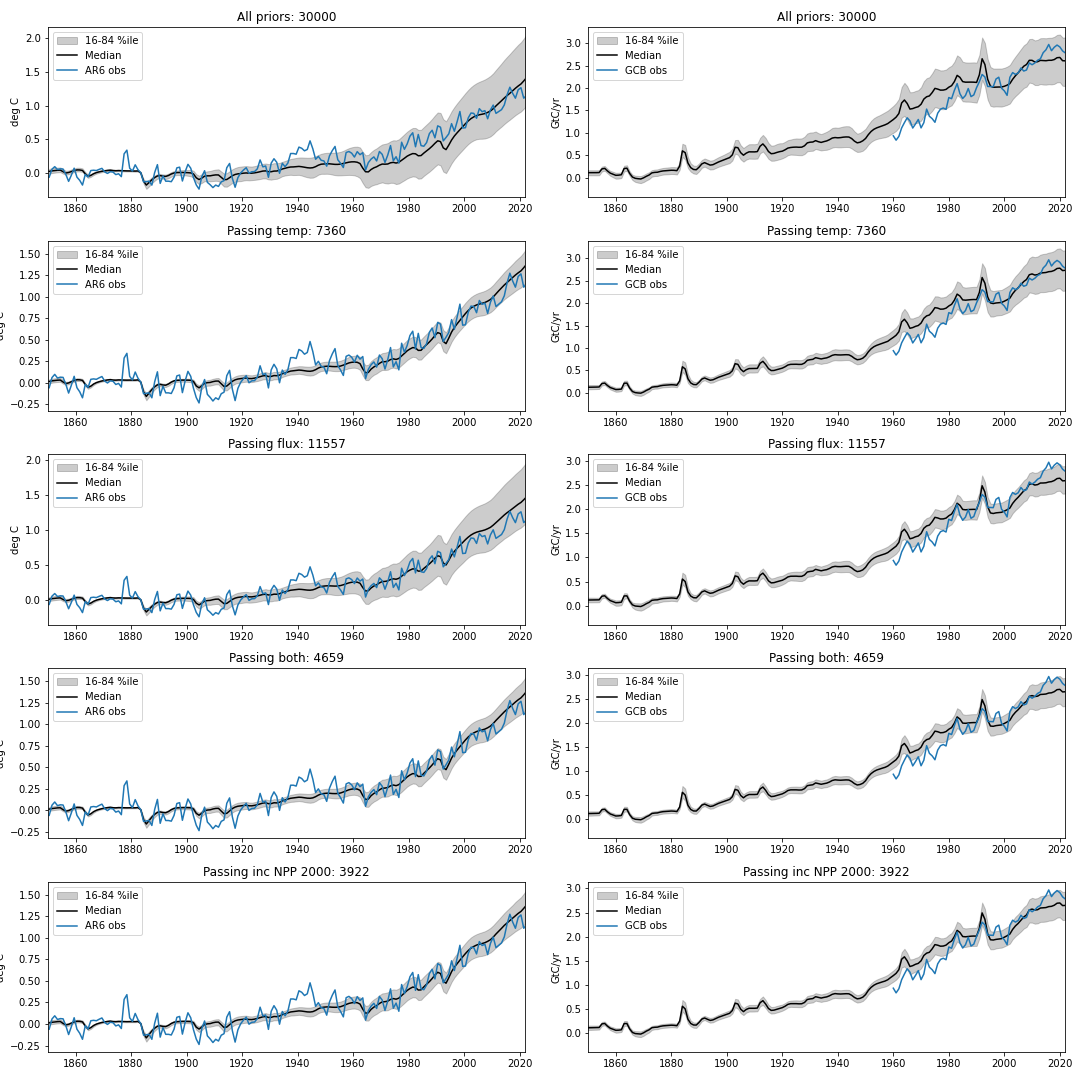 All priors: 30000
All priors: 30000
16-84 %ile
Median
AR6 obs
16-84 %ile
Median
GCB obs
deg C
GtC/yr
2.0
1.5
1.0
0.5
0.0
3.0
2.5
2.0
1.5
1.0
0.5
0.0
1860 1880 1900 1920 1940 1960 1980 2000 2020
1860 1880 1900 1920 1940 1960 1980 2000 2020
Passing temp: 7360
Passing temp: 7360
16-84 %ile
Median
AR6 obs
16-84 %ile
Median
GCB obs
deg C
GtC/yr
1.50
1.25
1.00
0.75
0.50
0.25
0.00
−0.25
3.0
2.5
2.0
1.5
1.0
0.5
0.0
1860 1880 1900 1920 1940 1960 1980 2000 2020
1860 1880 1900 1920 1940 1960 1980 2000 2020
Passing flux: 11557
Passing flux: 11557
16-84 %ile
Median
AR6 obs
16-84 %ile
Median
GCB obs
deg C
GtC/yr
2.0
1.5
1.0
0.5
0.0
3.0
2.5
2.0
1.5
1.0
0.5
0.0
1860 1880 1900 1920 1940 1960 1980 2000 2020
1860 1880 1900 1920 1940 1960 1980 2000 2020
Passing both: 4659
Passing both: 4659
16-84 %ile
Median
AR6 obs
16-84 %ile
Median
GCB obs
deg C
GtC/yr
1.50
1.25
1.00
0.75
0.50
0.25
0.00
−0.25
3.0
2.5
2.0
1.5
1.0
0.5
0.0
1860 1880 1900 1920 1940 1960 1980 2000 2020
1860 1880 1900 1920 1940 1960 1980 2000 2020
Passing inc NPP 2000: 3922
Passing inc NPP 2000: 3922
16-84 %ile
Median
AR6 obs
16-84 %ile
Median
GCB obs
deg C
GtC/yr
1.50
1.25
1.00
0.75
0.50
0.25
0.00
−0.25
3.0
2.5
2.0
1.5
1.0
0.5
0.0
1860 1880 1900 1920 1940 1960 1980 2000 2020
1860 1880 1900 1920 1940 1960 1980 2000 2020